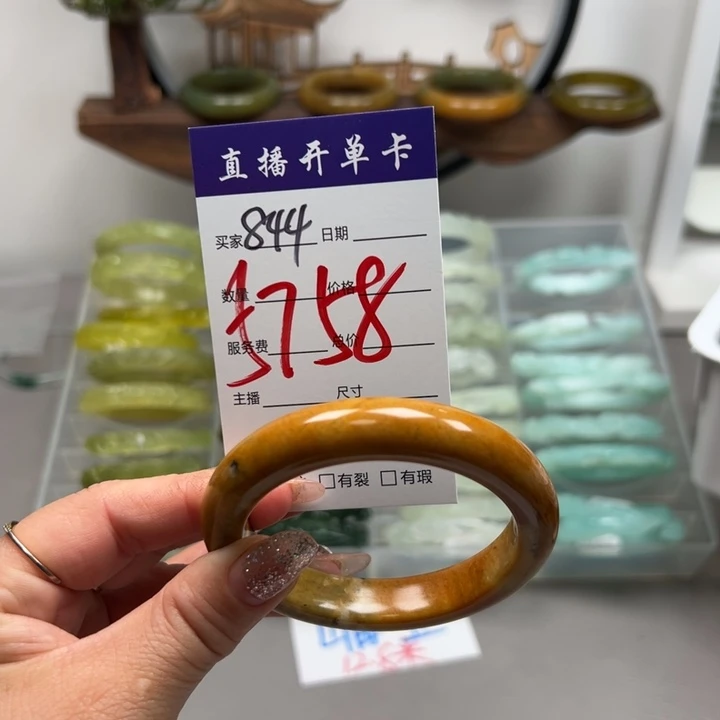 直播开单卡
买家 844 日期
数量 价格
3758
服务费 总价
主播 尺寸
有裂 有瑕